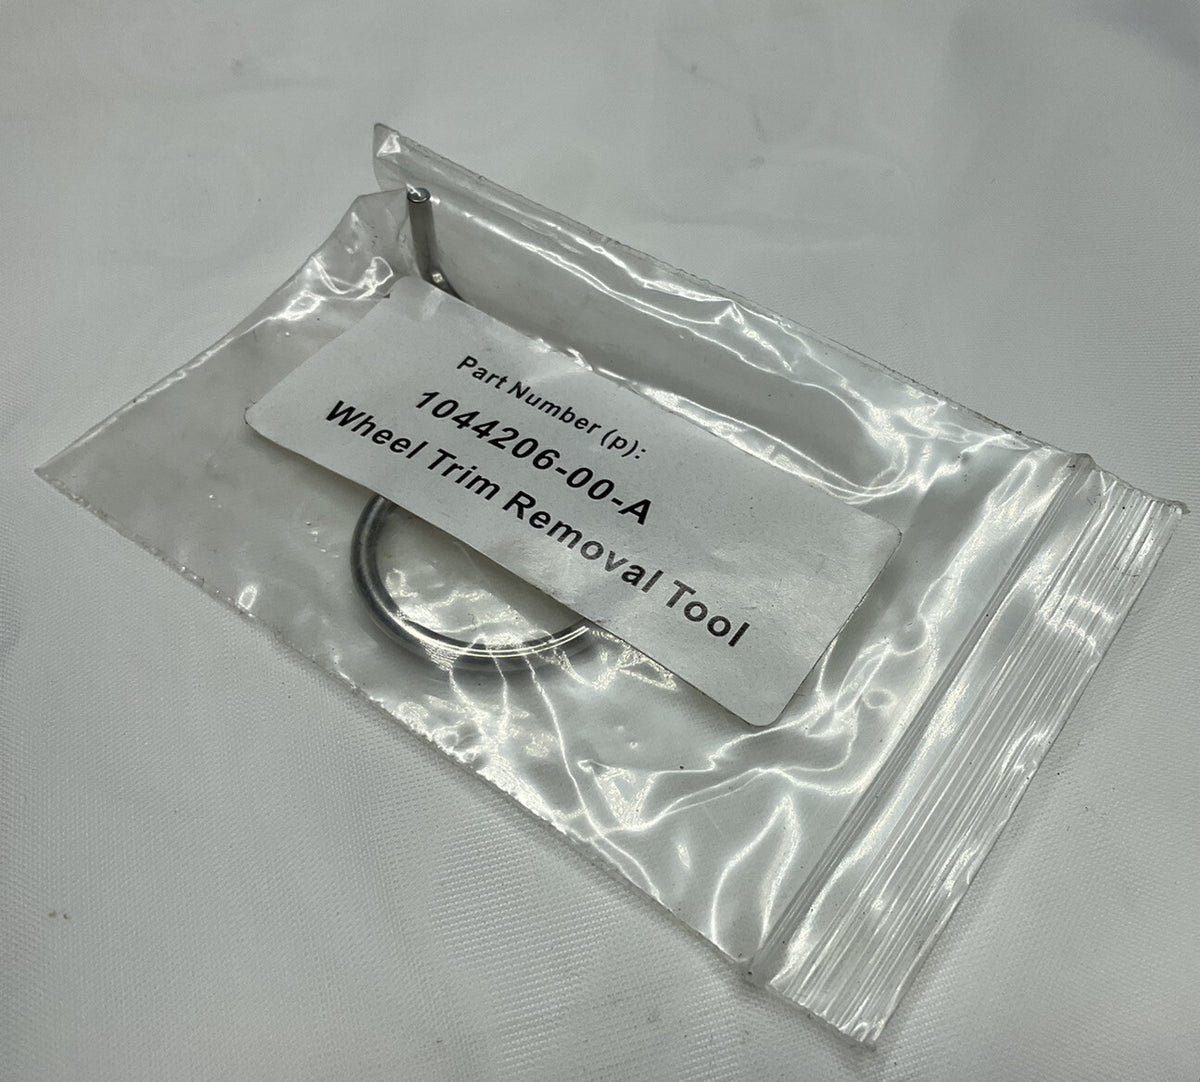 Part Number (p):
1044206-00-A
Wheel Trim Removal Tool